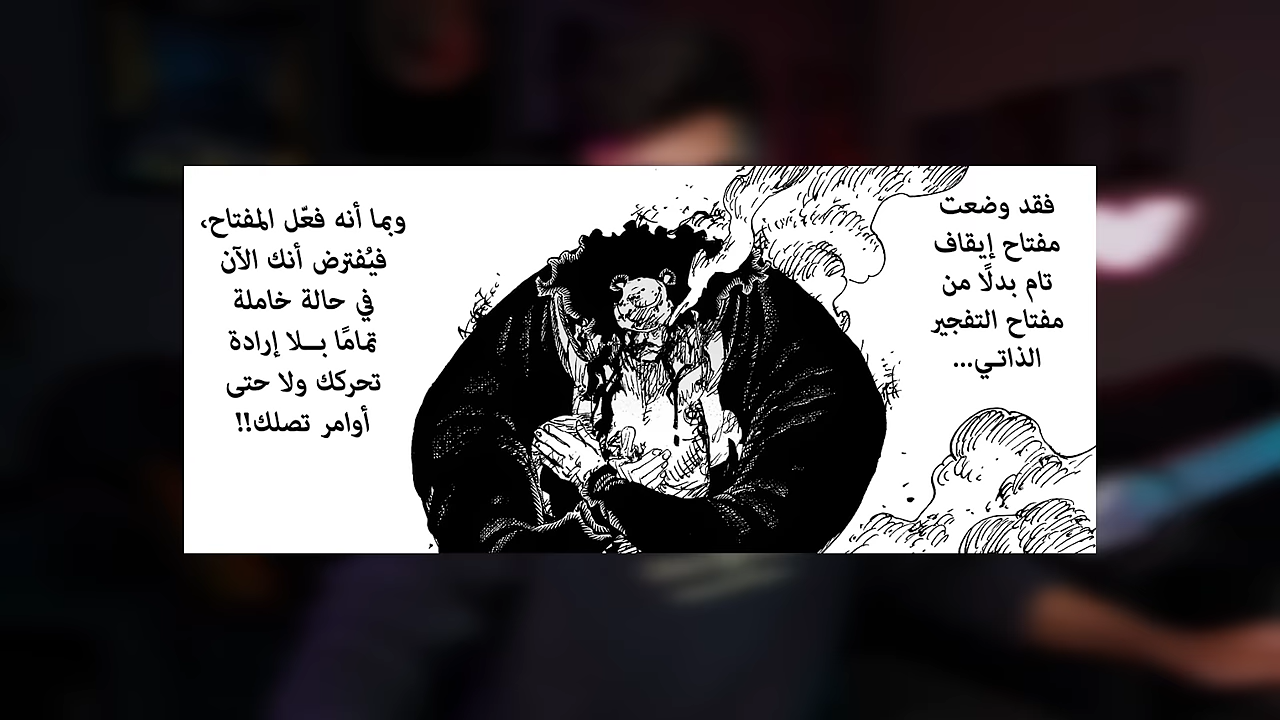 فقد وضعت
مفتاح إيقاف
تام بدلًا من
مفتاح التفجير
الذاتي...
وبما أنه فعّل المفتاح،
فيُفترض أنك الآن
في حالة خاملة
تمامًا بــلا إرادة
تحركك ولا حتى
أوامر تصلك!!